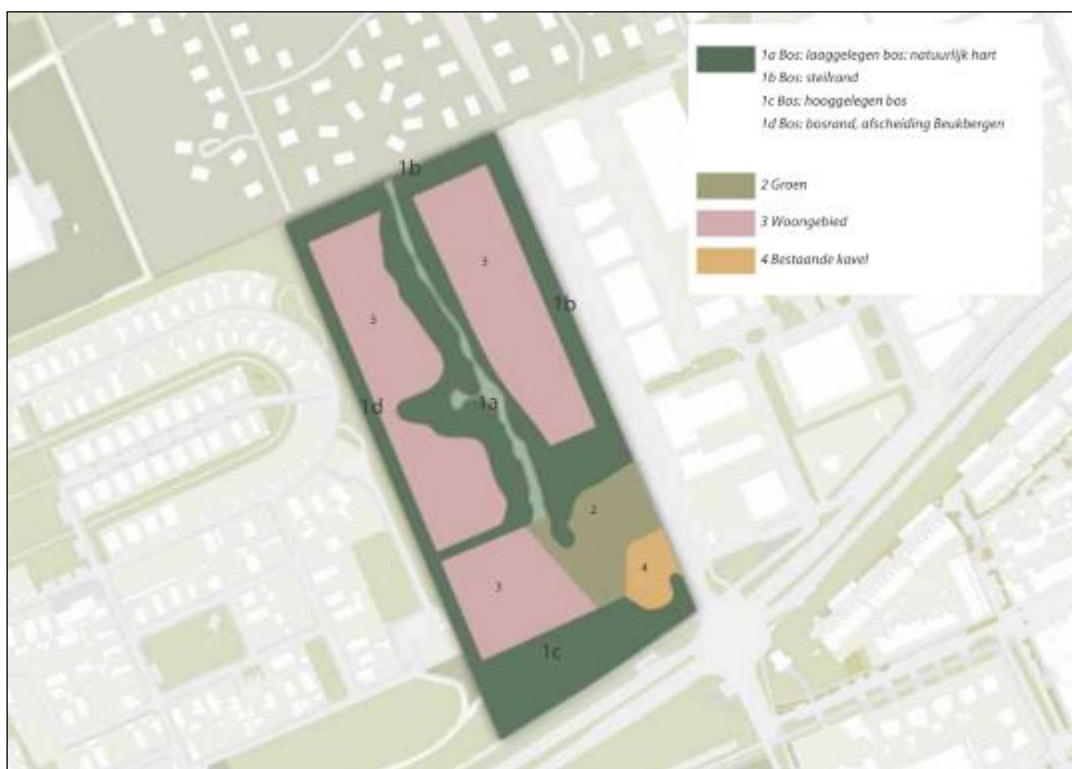 1a Bos: laaggelegen bos: natuurlijk hart
1b Bos: steilrand
1c Bos: hooggelegen bos
1d Bos: bosrand, afscheiding Beukbergen
2 Groen
3 Woongebied
4 Bestaande kavel
1b
3
1b
3
1d
1a
2
4
3
1c